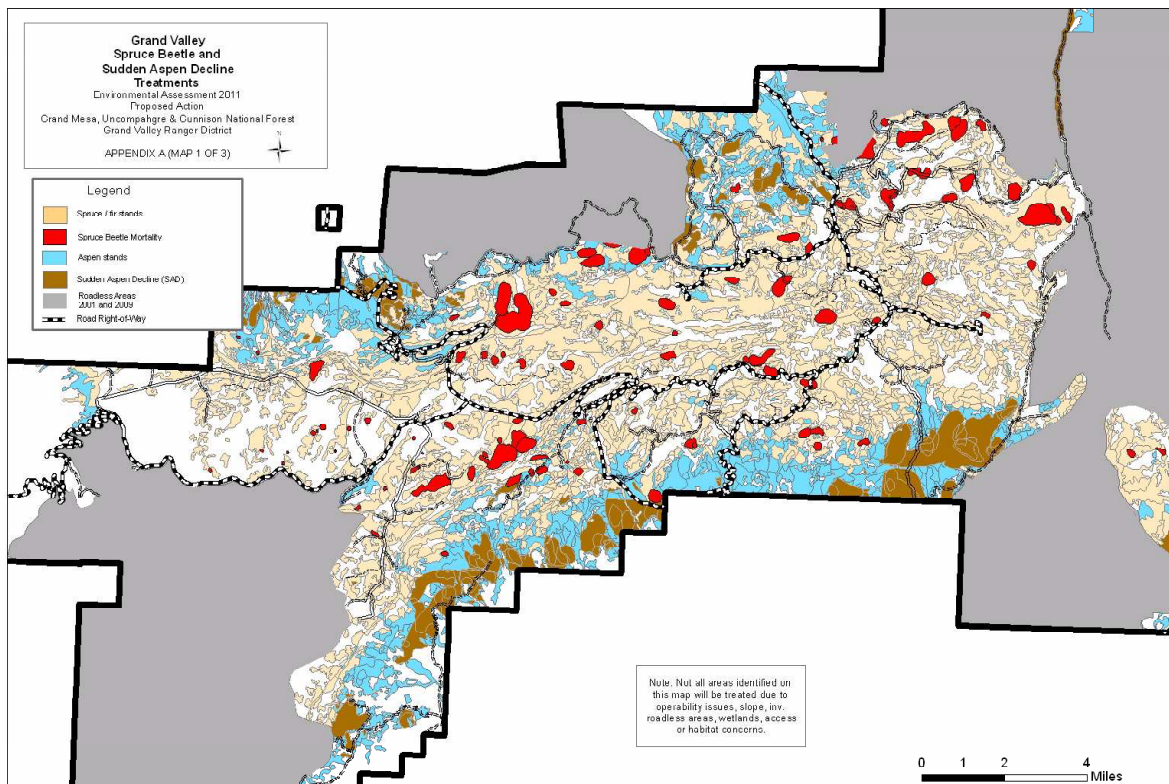 Grand Valley
Spruce Beetle and
Sudden Aspen Decline
Treatments
Environmental Assessment 2011
Proposed Action
Grand Mesa, Uncompahgre & Gunnison National Forest
Grand Valley Ranger District
APPENDIX A (MAP 1 OF 3)
N
Legend
Spruce / fir stands
Spruce Beetle Mortality
Aspen stands
Sudden Aspen Decline (SAD)
Roadless Areas
2001 and 2009
Road Right-of-Way
Note. Not all areas identified on
this map will be treated due to
operability issues, slope, inv.
roadless areas, wetlands, access
or habitat concerns.
0 1 2 4
Miles